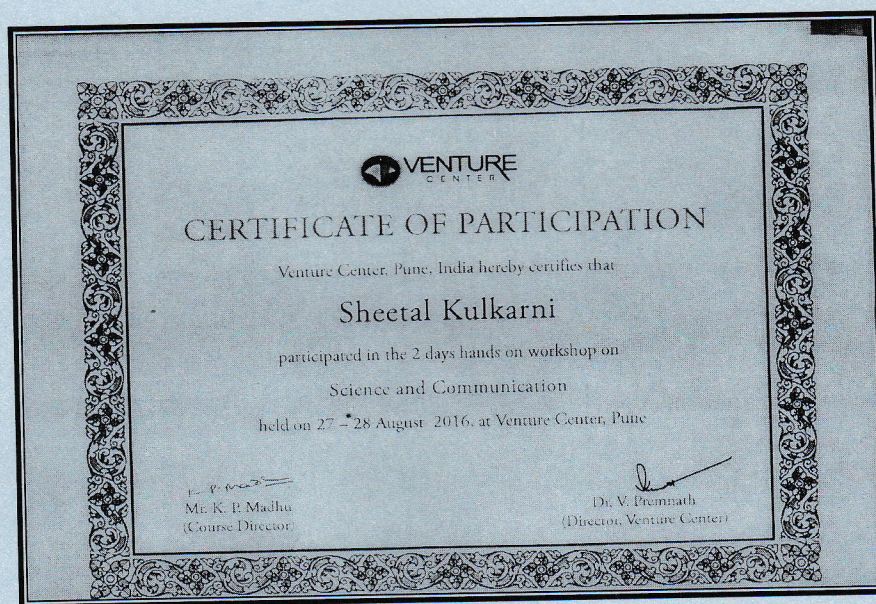 VENTURE
CENTER
CERTIFICATE OF PARTICIPATION
Venture Center, Pune, India hereby certifies that
Sheetal Kulkarni
participated in the 2 days hands on workshop on
Science and Communication
held on 27 – 28 August 2016, at Venture Center, Pune
Mr. K. P. Madhu
(Course Director)
Dr. V. Premnath
(Director, Venture Center)